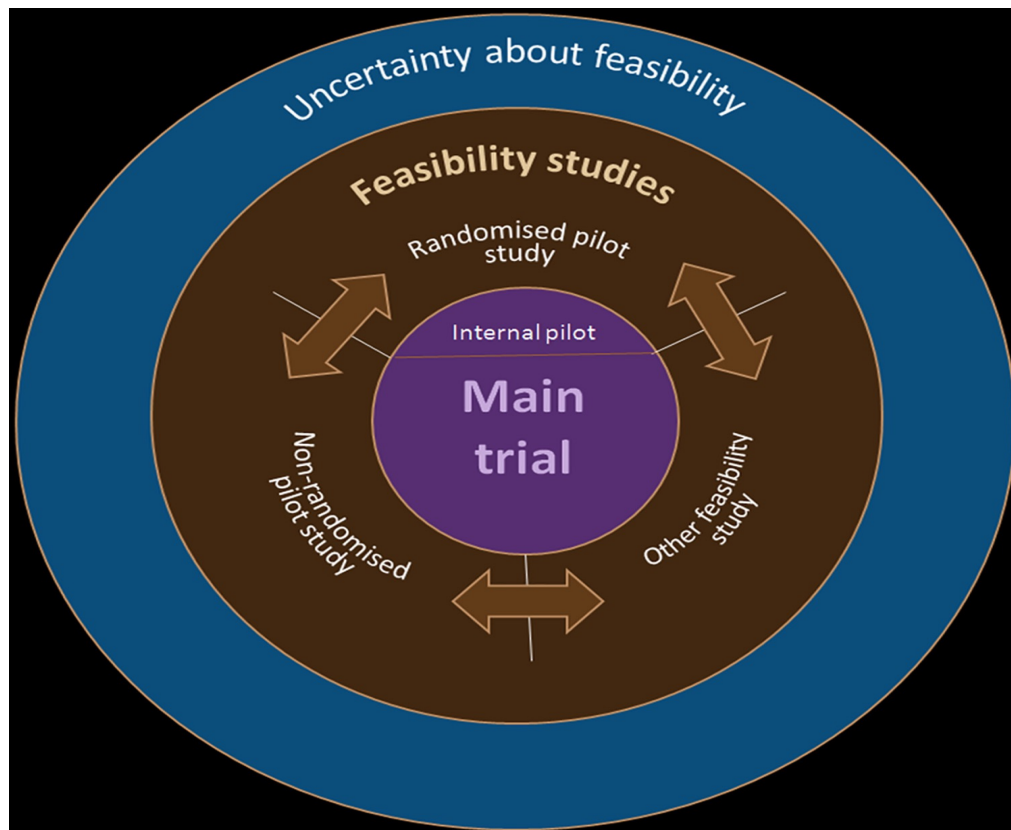 Uncertainty about feasibility
Feasibility studies
Randomised pilot
study
Internal pilot
Main
trial
Non-randomised
pilot study
Other feasibility
study